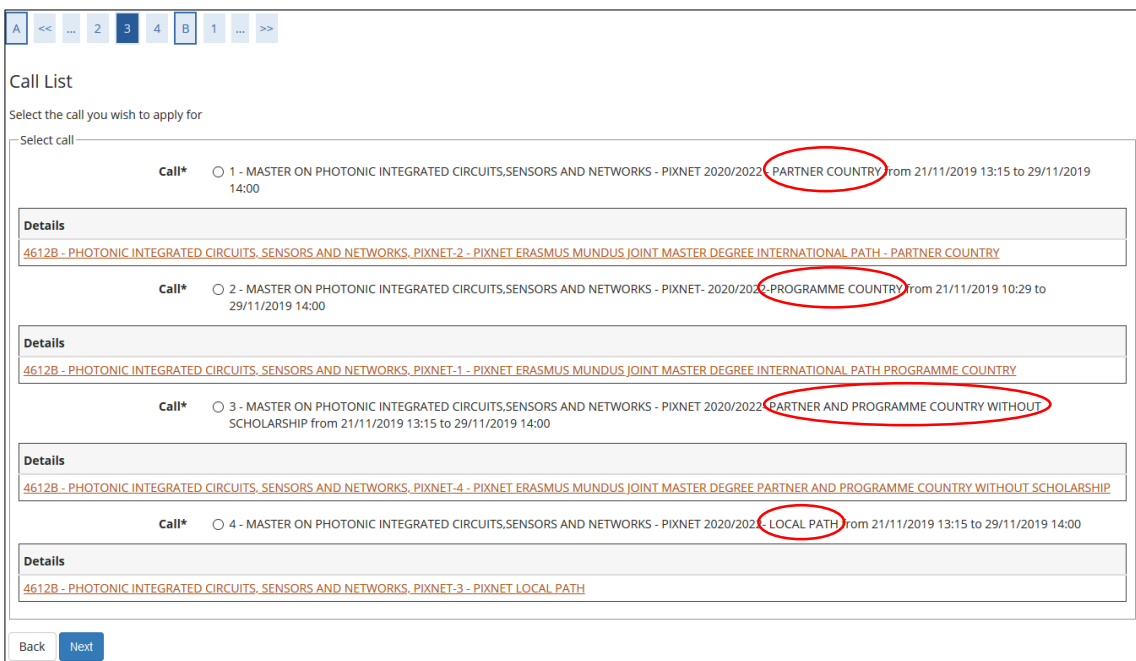 A << ... 2 3 4 B 1 ... >>
Call List
Select the call you wish to apply for
Select call
Call* 1 - MASTER ON PHOTONIC INTEGRATED CIRCUITS,SENSORS AND NETWORKS - PIXNET 2020/2022 - PARTNER COUNTRY from 21/11/2019 13:15 to 29/11/2019
14:00
Details
4612B - PHOTONIC INTEGRATED CIRCUITS, SENSORS AND NETWORKS, PIXNET-2 - PIXNET ERASMUS MUNDUS JOINT MASTER DEGREE INTERNATIONAL PATH - PARTNER COUNTRY
Call* 2 - MASTER ON PHOTONIC INTEGRATED CIRCUITS,SENSORS AND NETWORKS - PIXNET- 2020/2022-PROGRAMME COUNTRY from 21/11/2019 10:29 to
29/11/2019 14:00
Details
4612B - PHOTONIC INTEGRATED CIRCUITS, SENSORS AND NETWORKS, PIXNET-1 - PIXNET ERASMUS MUNDUS JOINT MASTER DEGREE INTERNATIONAL PATH PROGRAMME COUNTRY
Call* 3 - MASTER ON PHOTONIC INTEGRATED CIRCUITS,SENSORS AND NETWORKS - PIXNET 2020/2022- PARTNER AND PROGRAMME COUNTRY WITHOUT
SCHOLARSHIP from 21/11/2019 13:15 to 29/11/2019 14:00
Details
4612B - PHOTONIC INTEGRATED CIRCUITS, SENSORS AND NETWORKS, PIXNET-4 - PIXNET ERASMUS MUNDUS JOINT MASTER DEGREE PARTNER AND PROGRAMME COUNTRY WITHOUT SCHOLARSHIP
Call* 4 - MASTER ON PHOTONIC INTEGRATED CIRCUITS,SENSORS AND NETWORKS - PIXNET 2020/2022- LOCAL PATH from 21/11/2019 13:15 to 29/11/2019 14:00
Details
4612B - PHOTONIC INTEGRATED CIRCUITS, SENSORS AND NETWORKS, PIXNET-3 - PIXNET LOCAL PATH
Back Next